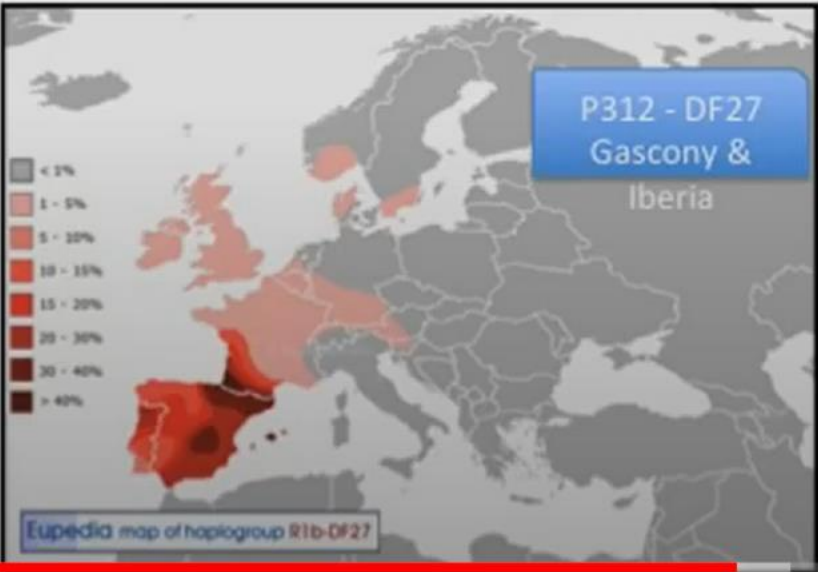 P312 - DF27
Gascony &
Iberia
< 1%
1 - 5%
5 - 10%
10 - 15%
15 - 20%
20 - 30%
30 - 40%
> 40%
Eupedia map of haplogroup R1b-DF27